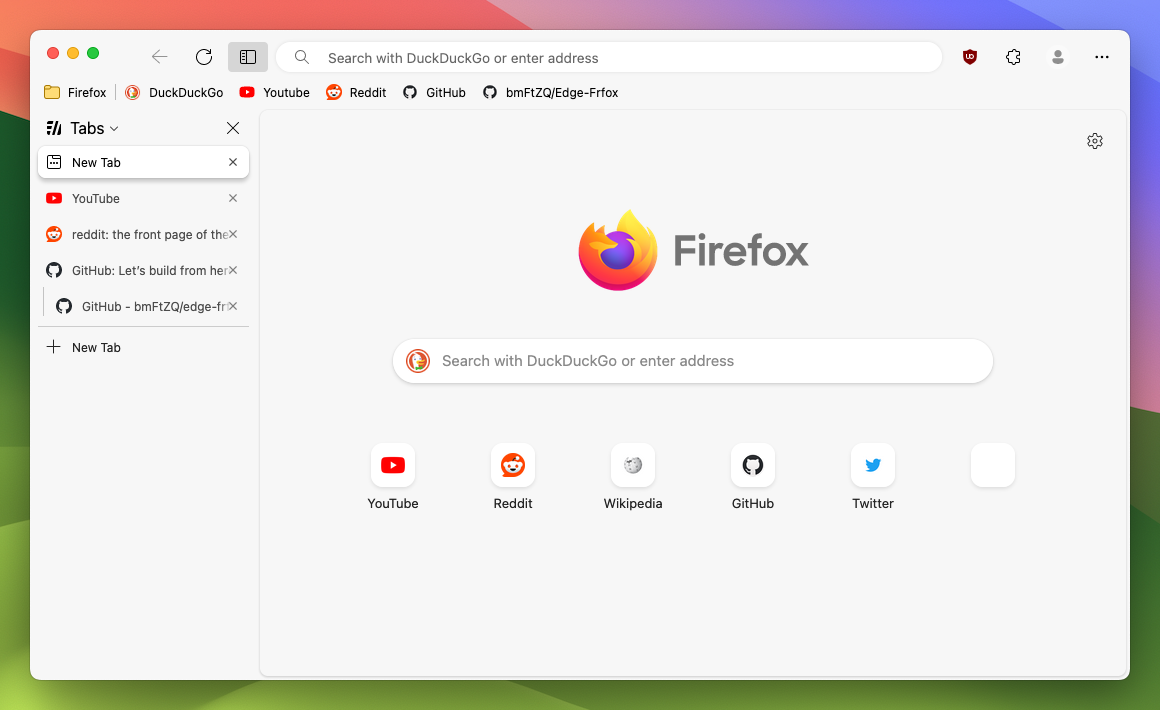 Search with DuckDuckGo or enter address
Firefox DuckDuckGo Youtube Reddit GitHub bmFtZQ/Edge-Frfox
Tabs
New Tab
YouTube
reddit: the front page of the
GitHub: Let's build from her
GitHub - bmFtZQ/edge-fr
New Tab
Firefox
Search with DuckDuckGo or enter address
YouTube Reddit Wikipedia GitHub Twitter